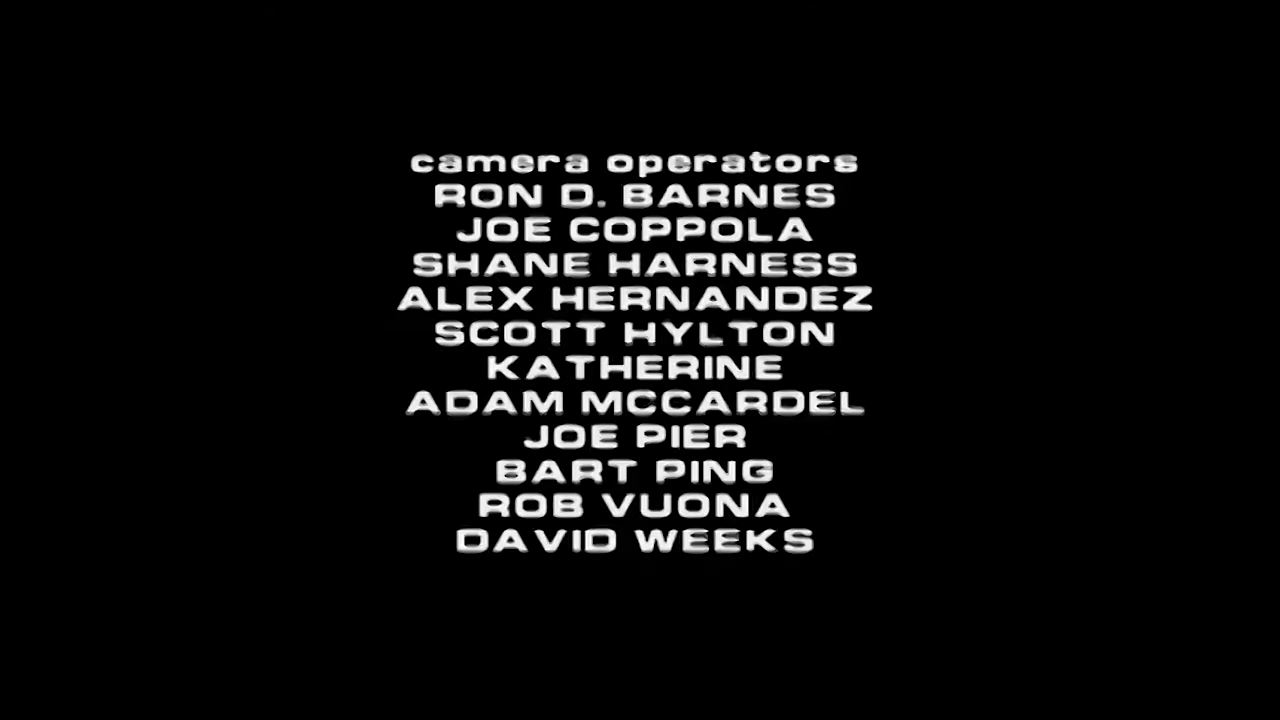 camera operators
RON D. BARNES
JOE COPPOLA
SHANE HARNESS
ALEX HERNANDEZ
SCOTT HYLTON
KATHERINE
ADAM MCCARDEL
JOE PIER
BART PING
ROB VUONA
DAVID WEEKS